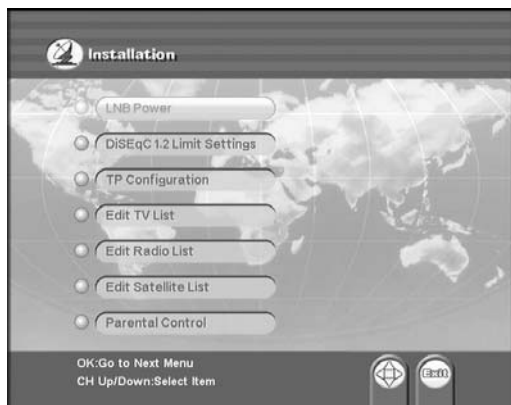 Installation
LNB Power
DiSEqC 1.2 Limit Settings
TP Configuration
Edit TV List
Edit Radio List
Edit Satellite List
Parental Control
OK:Go to Next Menu
CH Up/Down:Select Item
Exit